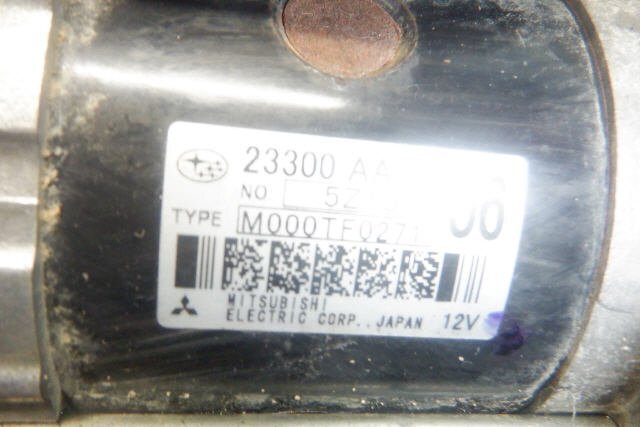 23300 AA
NO 5Z
TYPE M000TF0271
MITSUBISHI
ELECTRIC CORP., JAPAN 12V